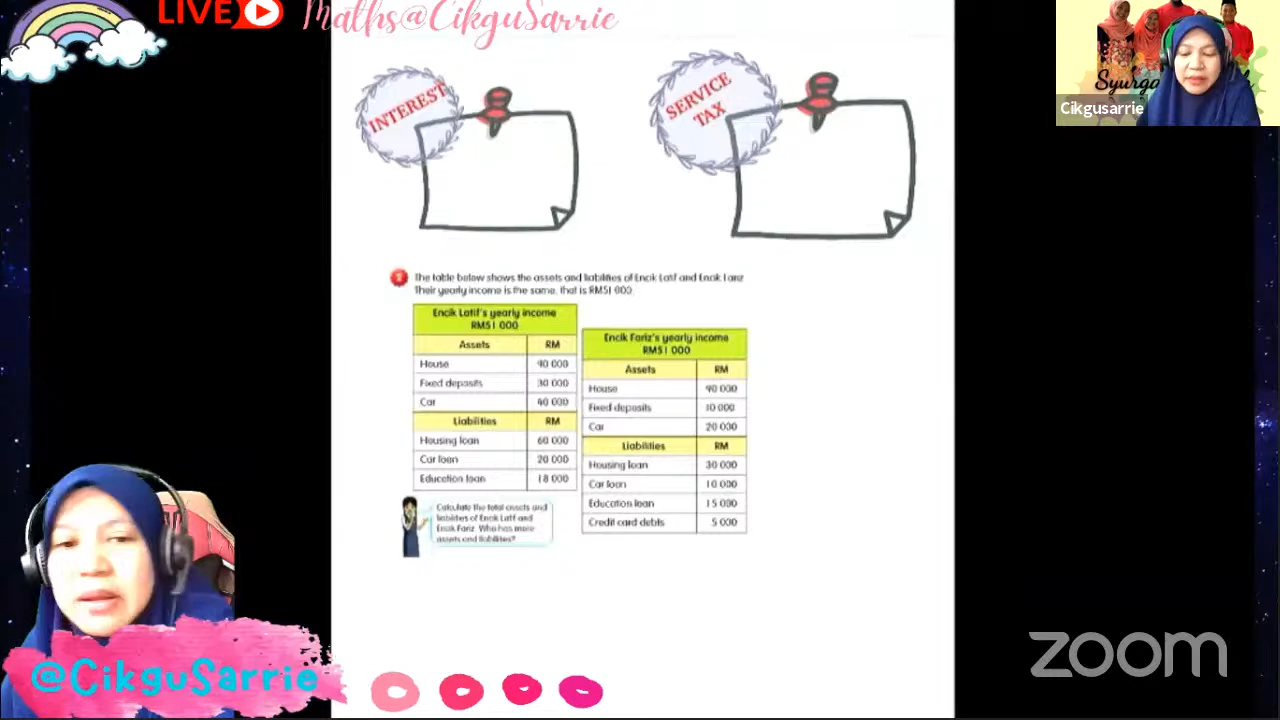 LIVE
Maths@CikguSarrie
INTEREST
SERVICE
TAX
Cikgusarrie
The table below shows the assets and liabilities of Encik Latif and Encik Fariz
Their yearly income is the same, that is RM51 000.
Encik Latif's yearly income
RM51 000
Assets RM
House 90 000
Fixed deposits 30 000
Car 40 000
Liabilities RM
Housing loan 60 000
Car loan 20 000
Education loan 18 000
Encik Fariz's yearly income
RM51 000
Assets RM
House 90 000
Fixed deposits 10 000
Car 20 000
Liabilities RM
Housing loan 30 000
Car loan 10 000
Education loan 15 000
Credit card debts 5 000
Calculate the total assets and
liabilities of Encik Latif and
Encik Fariz. Who has more
assets and liabilities?
@CikguSarrie
zoom